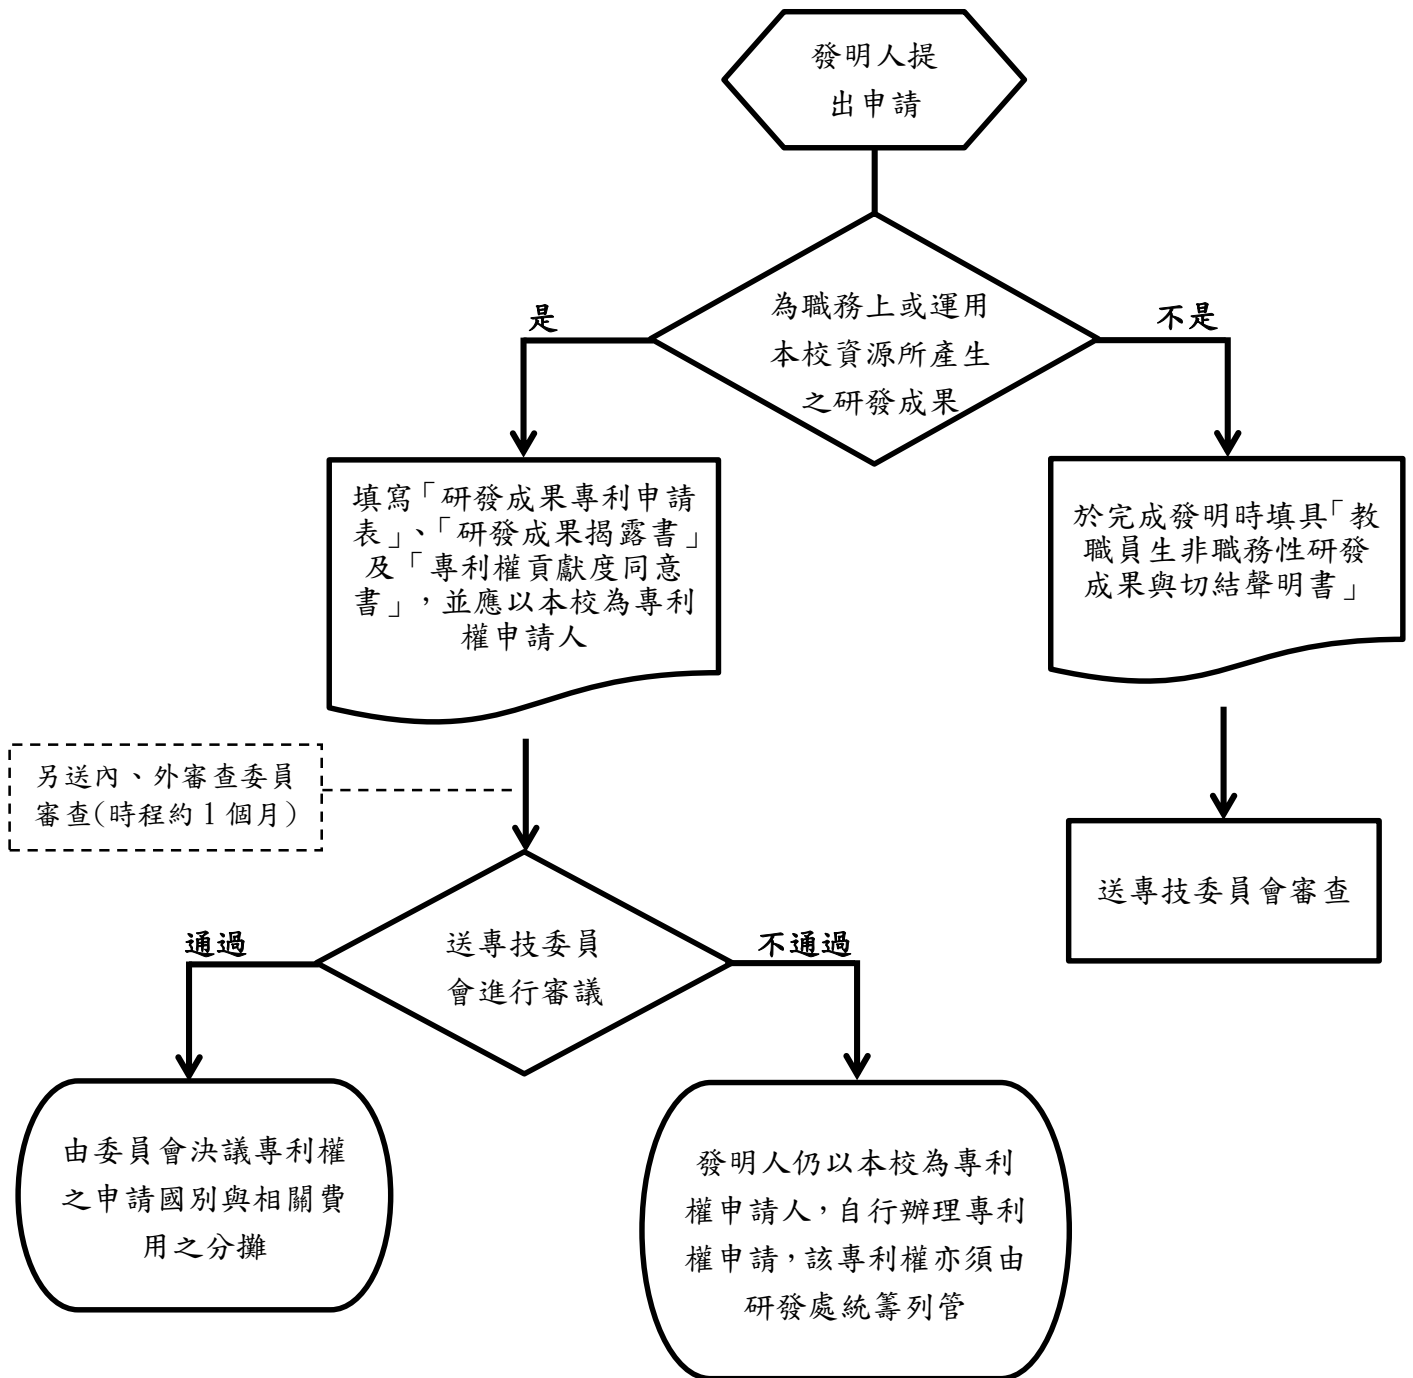 發明人提
出申請
為職務上或運用
本校資源所產生
之研發成果
是
不是
填寫「研發成果專利申請
表」、「研發成果揭露書」
及「專利權貢獻度同意
書」，並應以本校為專利
權申請人
於完成發明時填具「教
職員生非職務性研發
成果與切結聲明書」
另送內、外審查委員
審查(時程約1個月)
送專技委員會審查
送專技委員
會進行審議
通過
不通過
由委員會決議專利權
之申請國別與相關費
用之分攤
發明人仍以本校為專利
權申請人，自行辦理專利
權申請，該專利權亦須由
研發處統籌列管